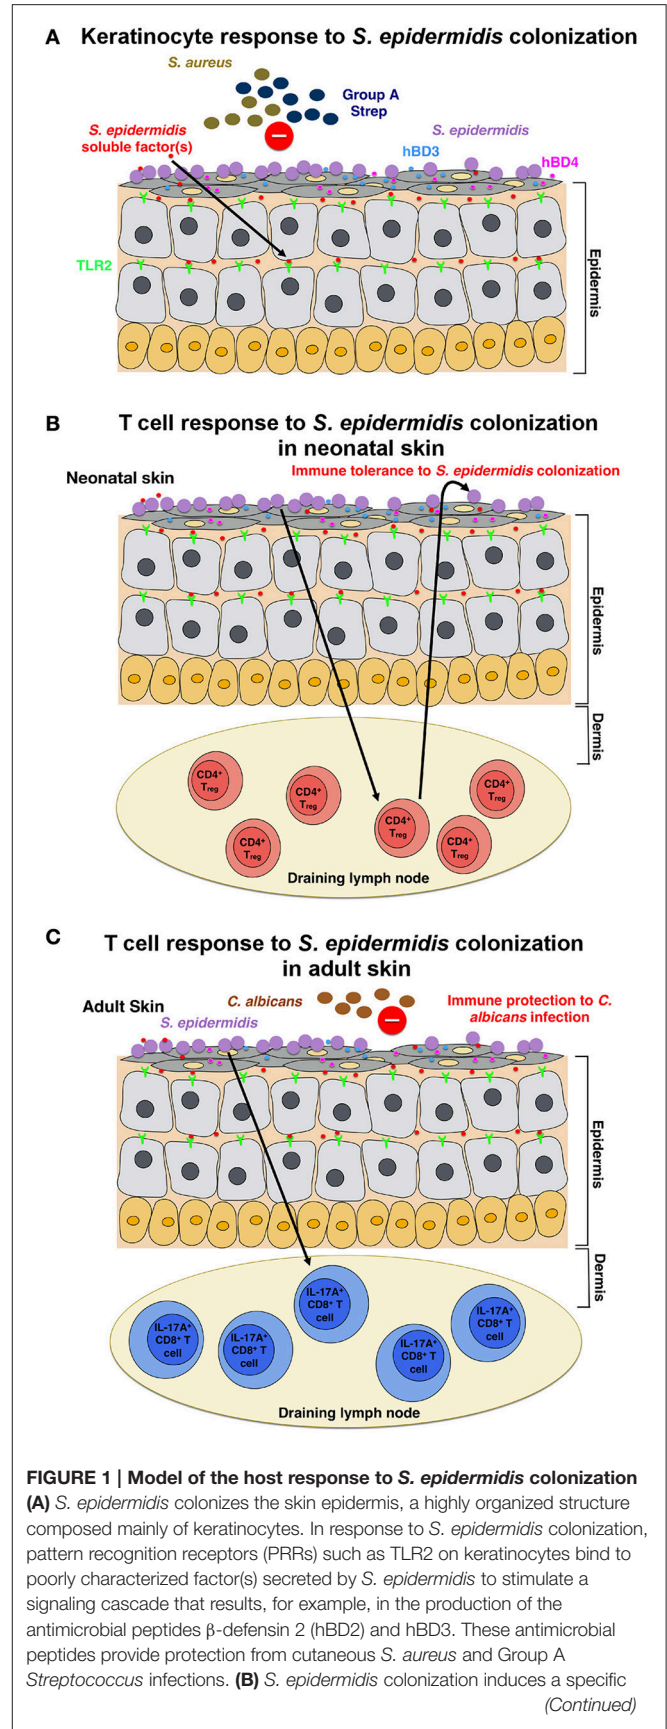 A Keratinocyte response to S. epidermidis colonization
S. aureus
Group A
Strep
S. epidermidis
soluble factor(s)
S. epidermidis
hBD3
hBD4
TLR2
Epidermis
B T cell response to S. epidermidis colonization
in neonatal skin
Immune tolerance to S. epidermidis colonization
Neonatal skin
Epidermis
Dermis
CD4+
Treg
CD4+
Treg
CD4+
Treg
CD4+
Treg
CD4+
Treg
CD4+
Treg
Draining lymph node
C T cell response to S. epidermidis colonization
in adult skin
Adult Skin
C. albicans
Immune protection to C.
albicans infection
S. epidermidis
Epidermis
Dermis
IL-17A+
CD8+ T
cell
IL-17A+
CD8+ T
cell
IL-17A+
CD8+ T
cell
IL-17A+
CD8+ T
cell
IL-17A+
CD8+ T
cell
Draining lymph node
FIGURE 1 | Model of the host response to S. epidermidis colonization
(A) S. epidermidis colonizes the skin epidermis, a highly organized structure
composed mainly of keratinocytes. In response to S. epidermidis colonization,
pattern recognition receptors (PRRs) such as TLR2 on keratinocytes bind to
poorly characterized factor(s) secreted by S. epidermidis to stimulate a
signaling cascade that results, for example, in the production of the
antimicrobial peptides β-defensin 2 (hBD2) and hBD3. These antimicrobial
peptides provide protection from cutaneous S. aureus and Group A
Streptococcus infections. (B) S. epidermidis colonization induces a specific
(Continued)